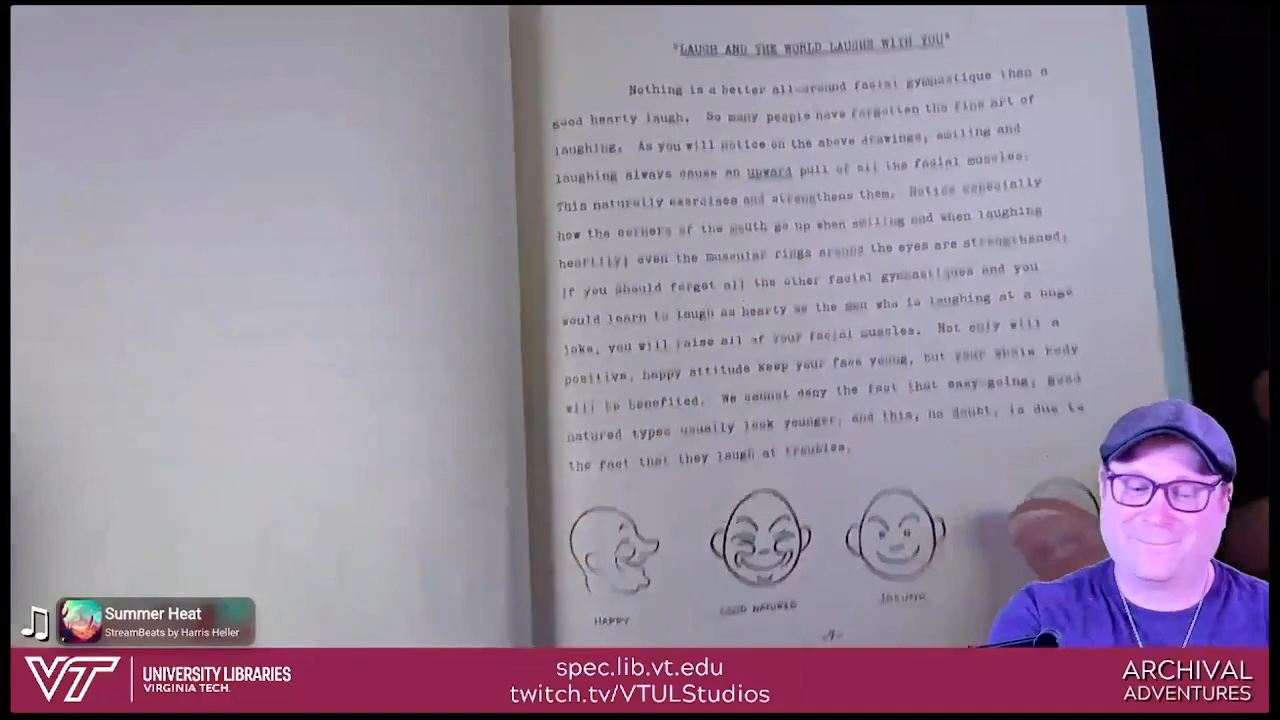 "LAUGH AND THE WORLD LAUGHS WITH YOU"
Nothing is a better all-around facial gymnastique than a
good hearty laugh. So many people have forgotten the fine art of
laughing. As you will notice on the above drawings, smiling and
laughing always cause an upward pull of all the facial muscles.
This naturally exercises and strengthens them. Notice especially
how the corners of the mouth go up when smiling and when laughing
heartily; even the muscular rings around the eyes are strengthened.
If you should forget all the other facial gymnastiques and you
would learn to laugh as hearty as the man who is laughing at a huge
joke, you will raise all of your facial muscles. Not only will a
positive, happy attitude keep your face young, but your whole body
will be benefited. We cannot deny the fact that easy-going, good
natured types usually look younger, and this, no doubt, is due to
the fact that they laugh at troubles.
HAPPY
GOOD NATURED
Summer Heat
StreamBeats by Harris Heller
VT
UNIVERSITY LIBRARIES
VIRGINIA TECH.
spec.lib.vt.edu
twitch.tv/VTULStudios
ARCHIVAL
ADVENTURES